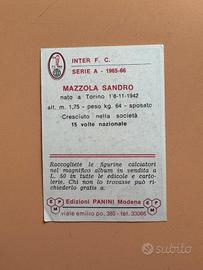 INTER F. C.
SERIE A - 1965-66
MAZZOLA SANDRO
nato a Torino l'8-11-1942
alt. m. 1,75 - peso kg. 64 - sposato
Cresciuto nella società
15 volte nazionale
Raccogliete le figurine calciatori
nel magnifico album in vendita a
L. 50 in tutte le edicole e carto-
lerie. Chi non lo trovasse può ri-
chiederlo gratis a:
Edizioni PANINI Modena
viale emilio po, 380 - tel. 33066
subito